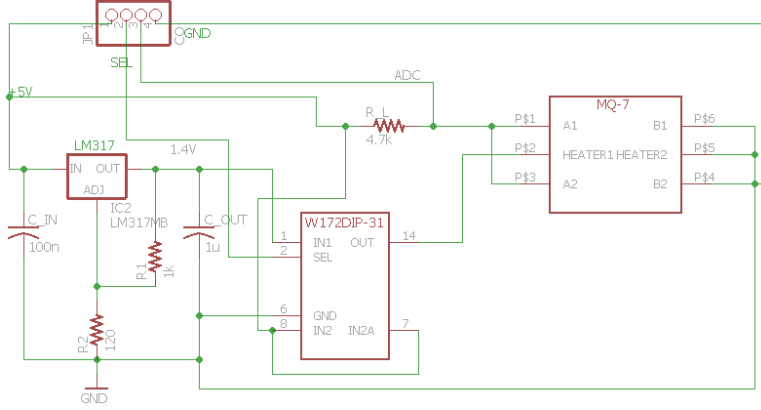 JP1
1
2
3
4
GND
SEL
ADC
+5V
R_L
4.7k
MQ-7
P$1
A1
B1
P$6
P$2
HEATER1 HEATER2
P$5
P$3
A2
B2
P$4
LM317
1.4V
IN OUT
ADJ
IC2
LM317MB
C_IN
100n
C_OUT
1u
R1
1k
R2
120
GND
W172DIP-31
1
IN1
OUT
14
2
SEL
6
GND
8
IN2
IN2A
7